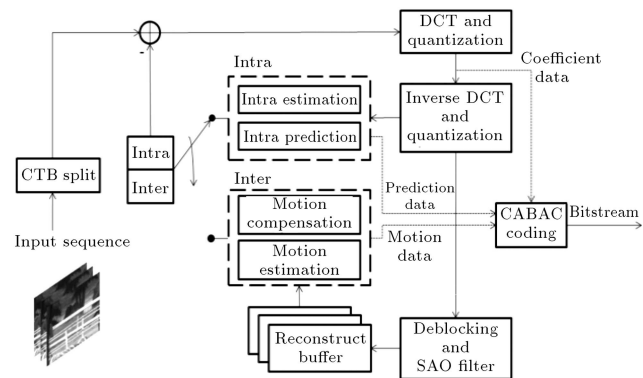 DCT and
quantization
Coefficient
data
Intra
Intra estimation
Intra prediction
Inverse DCT
and
quantization
Intra
Inter
CTB split
Input sequence
Inter
Motion
compensation
Motion
estimation
Prediction
data
Motion
data
CABAC
coding
Bitstream
Reconstruct
buffer
Deblocking
and
SAO filter
-